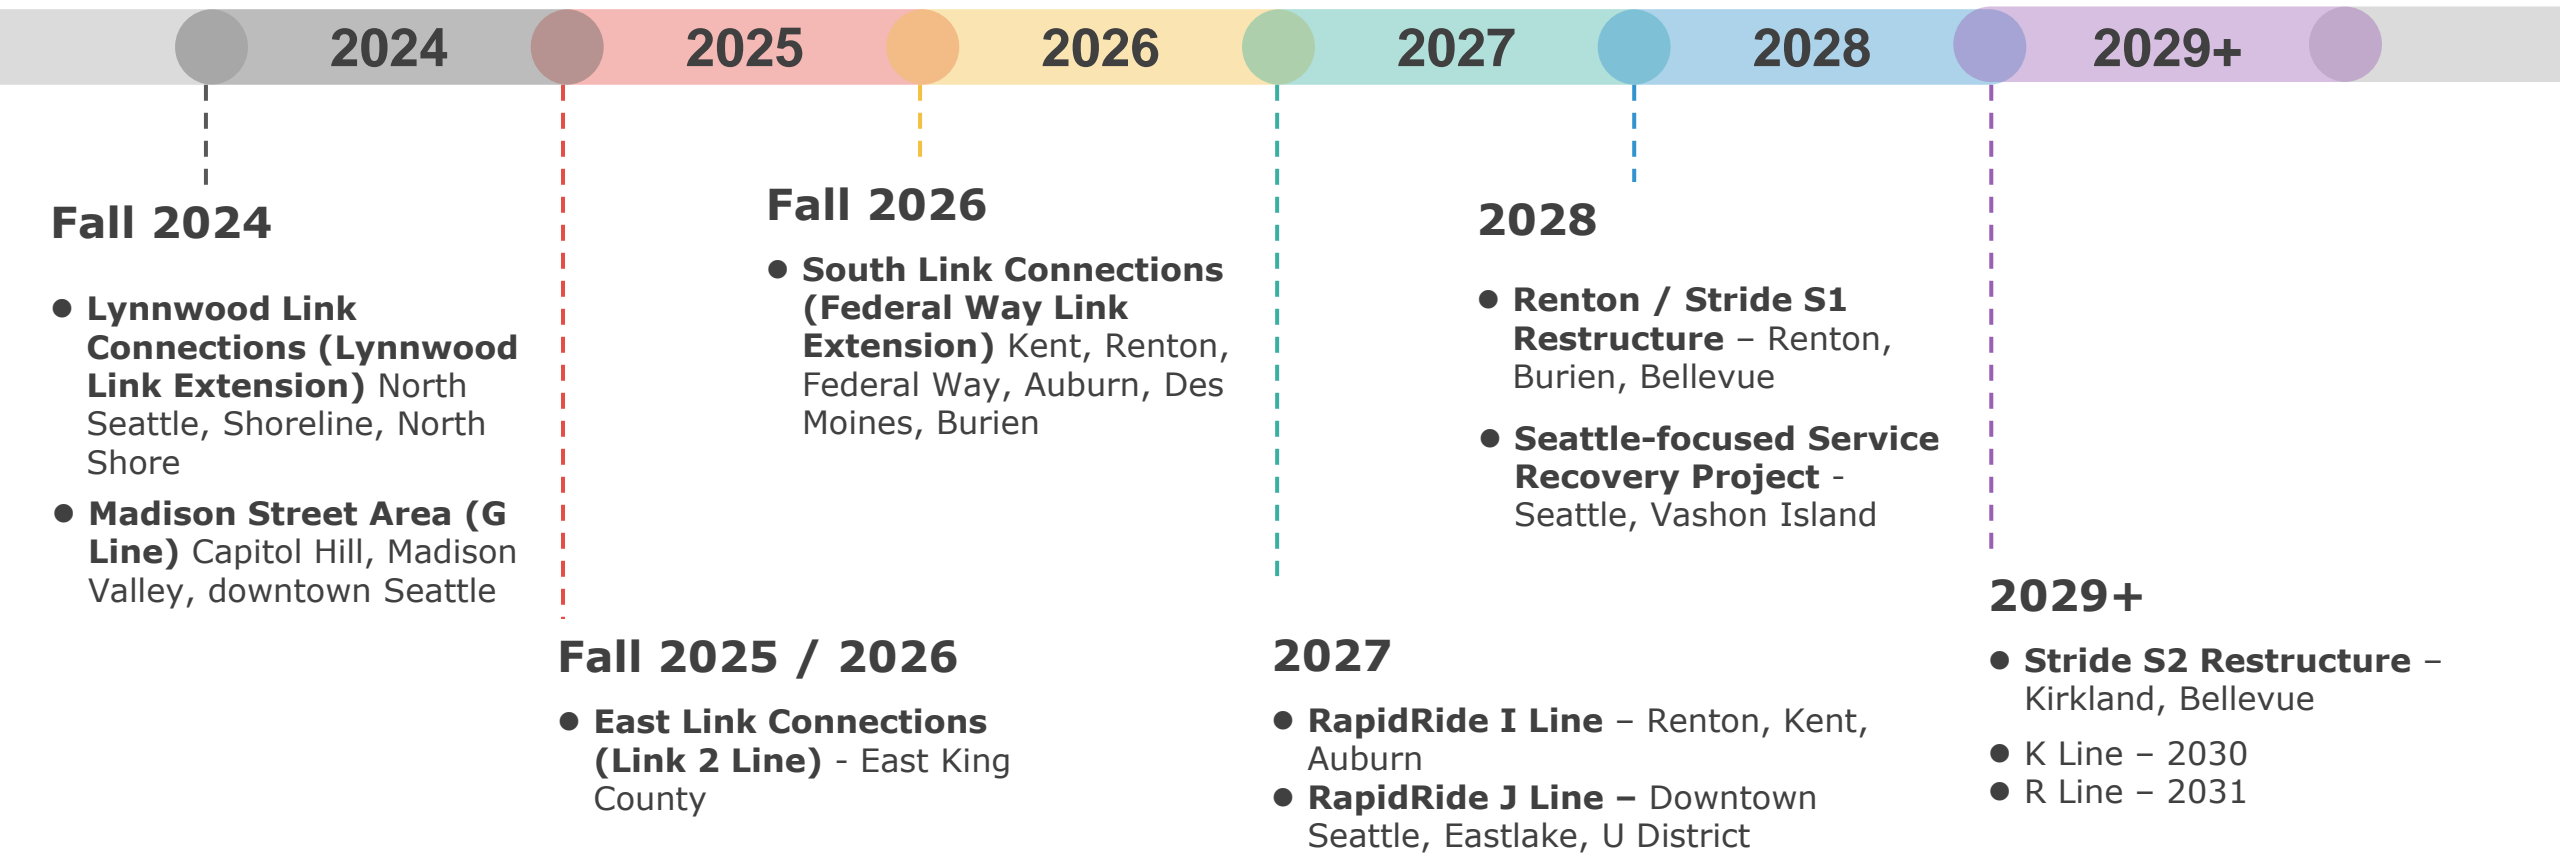 2024
2025
2026
2027
2028
2029+
Fall 2024
● Lynnwood Link
Connections (Lynnwood
Link Extension) North
Seattle, Shoreline, North
Shore
● Madison Street Area (G
Line) Capitol Hill, Madison
Valley, downtown Seattle
Fall 2025 / 2026
● East Link Connections
(Link 2 Line) - East King
County
Fall 2026
● South Link Connections
(Federal Way Link
Extension) Kent, Renton,
Federal Way, Auburn, Des
Moines, Burien
2027
● RapidRide I Line – Renton, Kent,
Auburn
● RapidRide J Line – Downtown
Seattle, Eastlake, U District
2028
● Renton / Stride S1
Restructure – Renton,
Burien, Bellevue
● Seattle-focused Service
Recovery Project -
Seattle, Vashon Island
2029+
● Stride S2 Restructure –
Kirkland, Bellevue
● K Line – 2030
● R Line – 2031